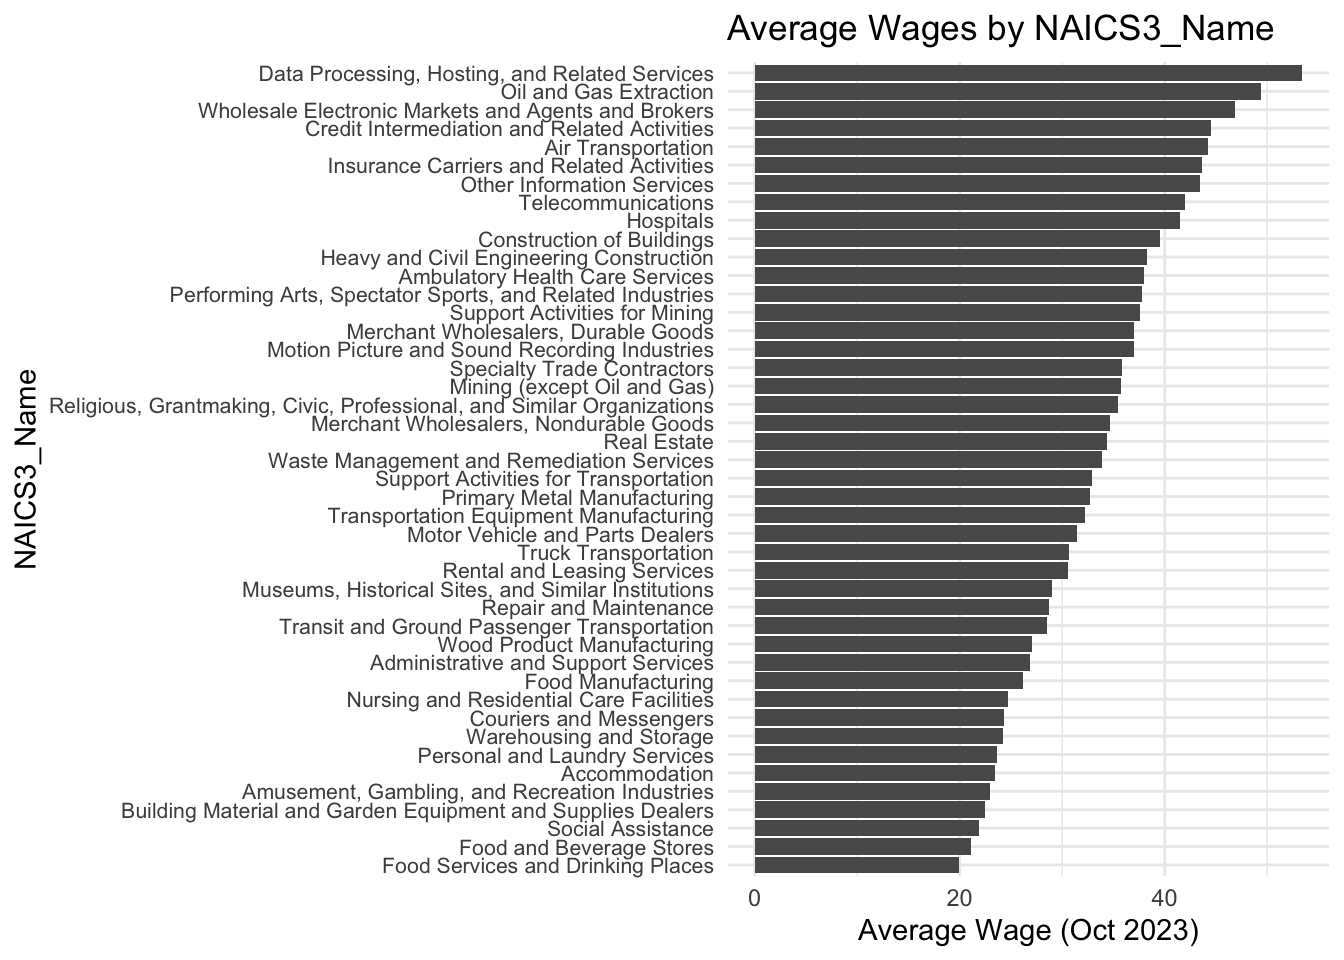 Average Wages by NAICS3_Name
NAICS3_Name
Data Processing, Hosting, and Related Services
Oil and Gas Extraction
Wholesale Electronic Markets and Agents and Brokers
Credit Intermediation and Related Activities
Air Transportation
Insurance Carriers and Related Activities
Other Information Services
Telecommunications
Hospitals
Construction of Buildings
Heavy and Civil Engineering Construction
Ambulatory Health Care Services
Performing Arts, Spectator Sports, and Related Industries
Support Activities for Mining
Merchant Wholesalers, Durable Goods
Motion Picture and Sound Recording Industries
Specialty Trade Contractors
Mining (except Oil and Gas)
Religious, Grantmaking, Civic, Professional, and Similar Organizations
Merchant Wholesalers, Nondurable Goods
Real Estate
Waste Management and Remediation Services
Support Activities for Transportation
Primary Metal Manufacturing
Transportation Equipment Manufacturing
Motor Vehicle and Parts Dealers
Truck Transportation
Rental and Leasing Services
Museums, Historical Sites, and Similar Institutions
Repair and Maintenance
Transit and Ground Passenger Transportation
Wood Product Manufacturing
Administrative and Support Services
Food Manufacturing
Nursing and Residential Care Facilities
Couriers and Messengers
Warehousing and Storage
Personal and Laundry Services
Accommodation
Amusement, Gambling, and Recreation Industries
Building Material and Garden Equipment and Supplies Dealers
Social Assistance
Food and Beverage Stores
Food Services and Drinking Places
0 20 40
Average Wage (Oct 2023)